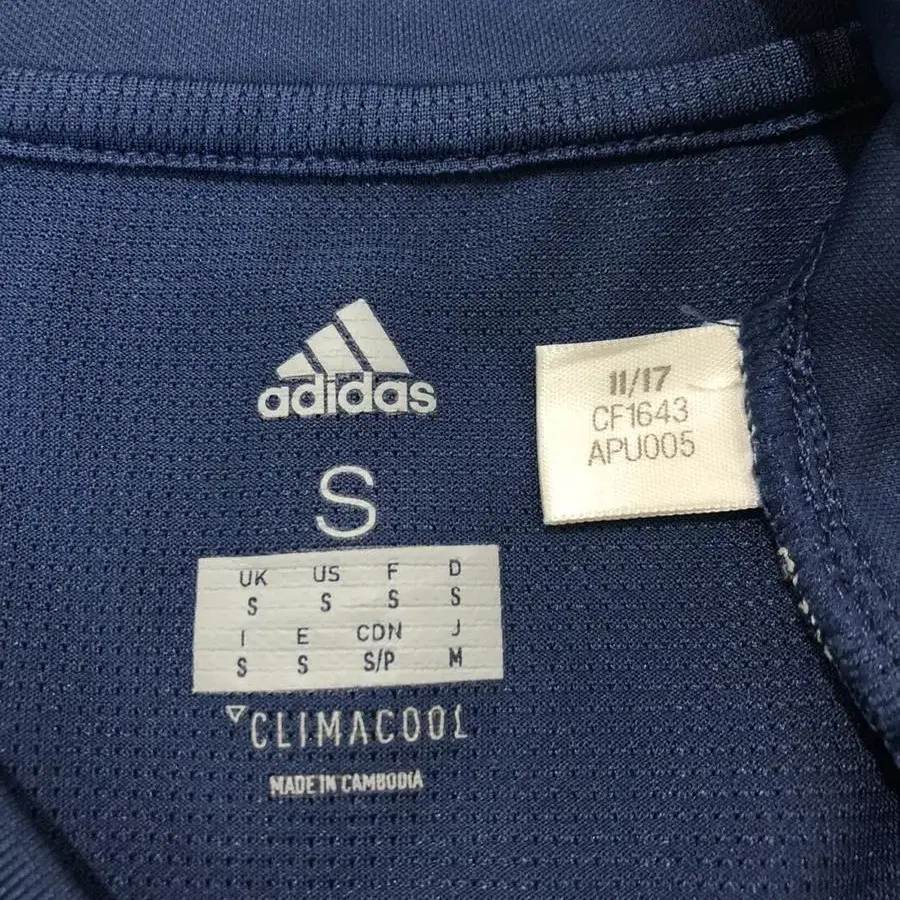 adidas
S
UK US F D
S S S S
I E CDN J
S S S/P M
CLIMACOOL
MADE IN CAMBODIA
11/17
CF1643
APU005